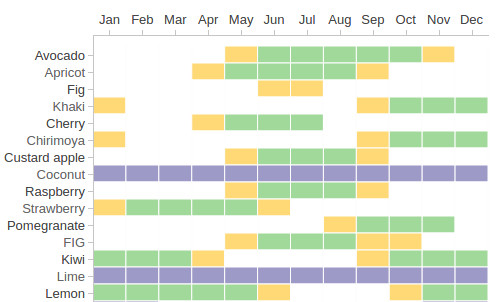 Jan Feb Mar Apr May Jun Jul Aug Sep Oct Nov Dec
Avocado
Apricot
Fig
Khaki
Cherry
Chirimoya
Custard apple
Coconut
Raspberry
Strawberry
Pomegranate
FIG
Kiwi
Lime
Lemon